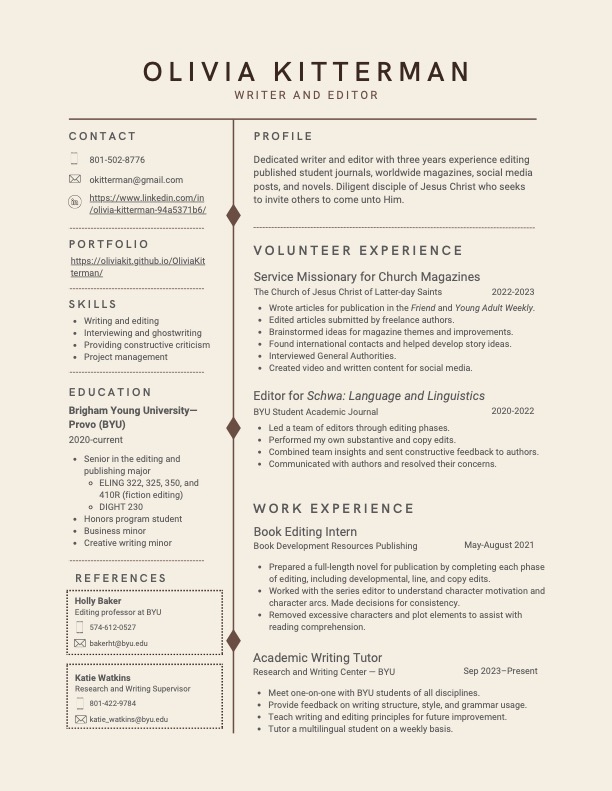 OLIVIA KITTERMAN
WRITER AND EDITOR
CONTACT
801-502-8776
okitterman@gmail.com
https://www.linkedin.com/in
/olivia-kitterman-94a5371b6/
PORTFOLIO
https://oliviakit.github.io/OliviaKit
terman/
SKILLS
• Writing and editing
• Interviewing and ghostwriting
• Providing constructive criticism
• Project management
EDUCATION
Brigham Young University—
Provo (BYU)
2020-current
• Senior in the editing and
publishing major
◦ ELING 322, 325, 350, and
410R (fiction editing)
◦ DIGHT 230
• Honors program student
• Business minor
• Creative writing minor
REFERENCES
Holly Baker
Editing professor at BYU
574-612-0527
bakerht@byu.edu
Katie Watkins
Research and Writing Supervisor
801-422-9784
katie_watkins@byu.edu
PROFILE
Dedicated writer and editor with three years experience editing
published student journals, worldwide magazines, social media
posts, and novels. Diligent disciple of Jesus Christ who seeks
to invite others to come unto Him.
VOLUNTEER EXPERIENCE
Service Missionary for Church Magazines
The Church of Jesus Christ of Latter-day Saints 2022-2023
• Wrote articles for publication in the Friend and Young Adult Weekly.
• Edited articles submitted by freelance authors.
• Brainstormed ideas for magazine themes and improvements.
• Found international contacts and helped develop story ideas.
• Interviewed General Authorities.
• Created video and written content for social media.
Editor for Schwa: Language and Linguistics
BYU Student Academic Journal 2020-2022
• Led a team of editors through editing phases.
• Performed my own substantive and copy edits.
• Combined team insights and sent constructive feedback to authors.
• Communicated with authors and resolved their concerns.
WORK EXPERIENCE
Book Editing Intern
Book Development Resources Publishing May-August 2021
• Prepared a full-length novel for publication by completing each phase
of editing, including developmental, line, and copy edits.
• Worked with the series editor to understand character motivation and
character arcs. Made decisions for consistency.
• Removed excessive characters and plot elements to assist with
reading comprehension.
Academic Writing Tutor
Research and Writing Center — BYU Sep 2023–Present
• Meet one-on-one with BYU students of all disciplines.
• Provide feedback on writing structure, style, and grammar usage.
• Teach writing and editing principles for future improvement.
• Tutor a multilingual student on a weekly basis.